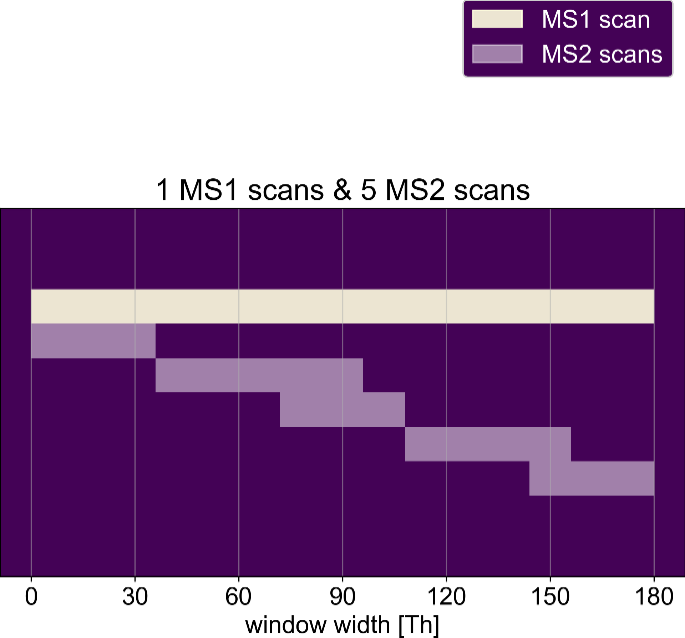 MS1 scan
MS2 scans
1 MS1 scans & 5 MS2 scans
0 30 60 90 120 150 180
window width [Th]